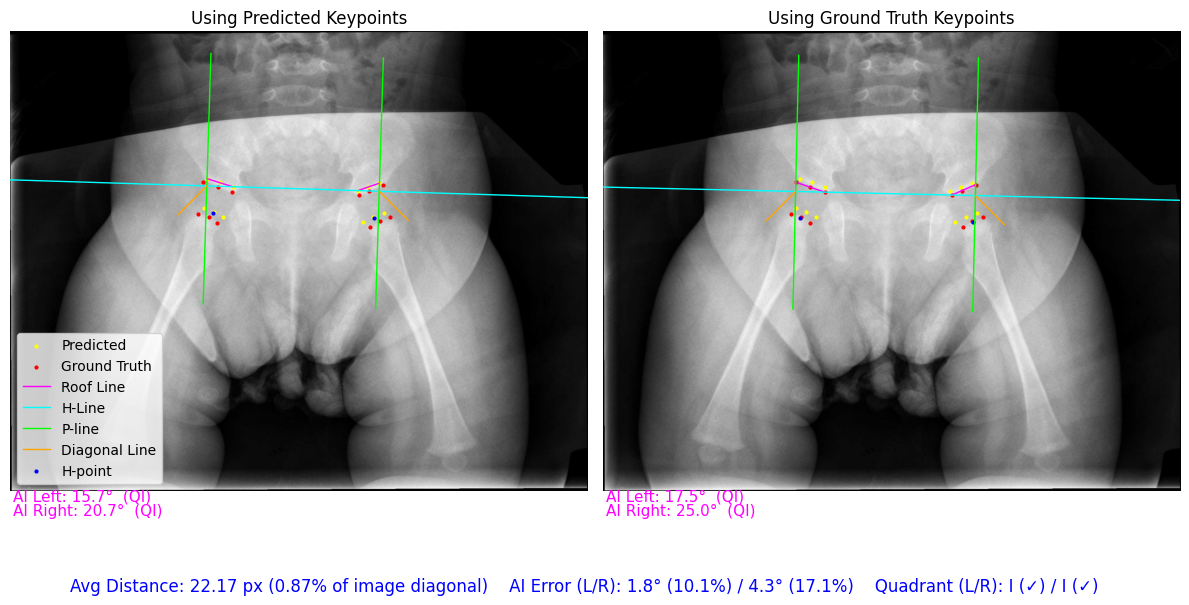 Using Predicted Keypoints
Using Ground Truth Keypoints
Predicted
Ground Truth
Roof Line
H-Line
P-line
Diagonal Line
H-point
AI Left: 15.7° (QI)
AI Right: 20.7° (QI)
AI Left: 17.5° (QI)
AI Right: 25.0° (QI)
Avg Distance: 22.17 px (0.87% of image diagonal) AI Error (L/R): 1.8° (10.1%) / 4.3° (17.1%) Quadrant (L/R): I (✓) / I (✓)